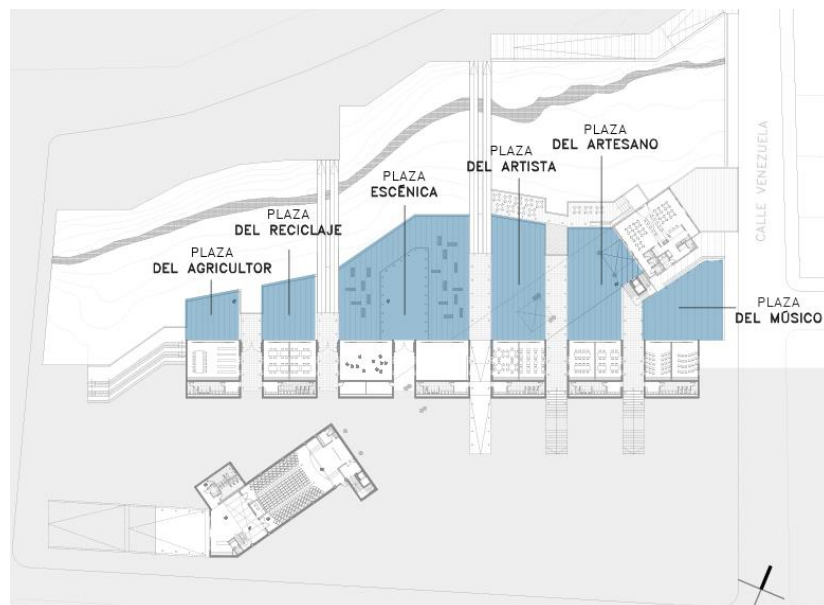 PLAZA
DEL ARTESANO
PLAZA
DEL ARTISTA
PLAZA
ESCÉNICA
PLAZA
DEL RECICLAJE
PLAZA
DEL AGRICULTOR
PLAZA
DEL MÚSICO
CALLE VENEZUELA